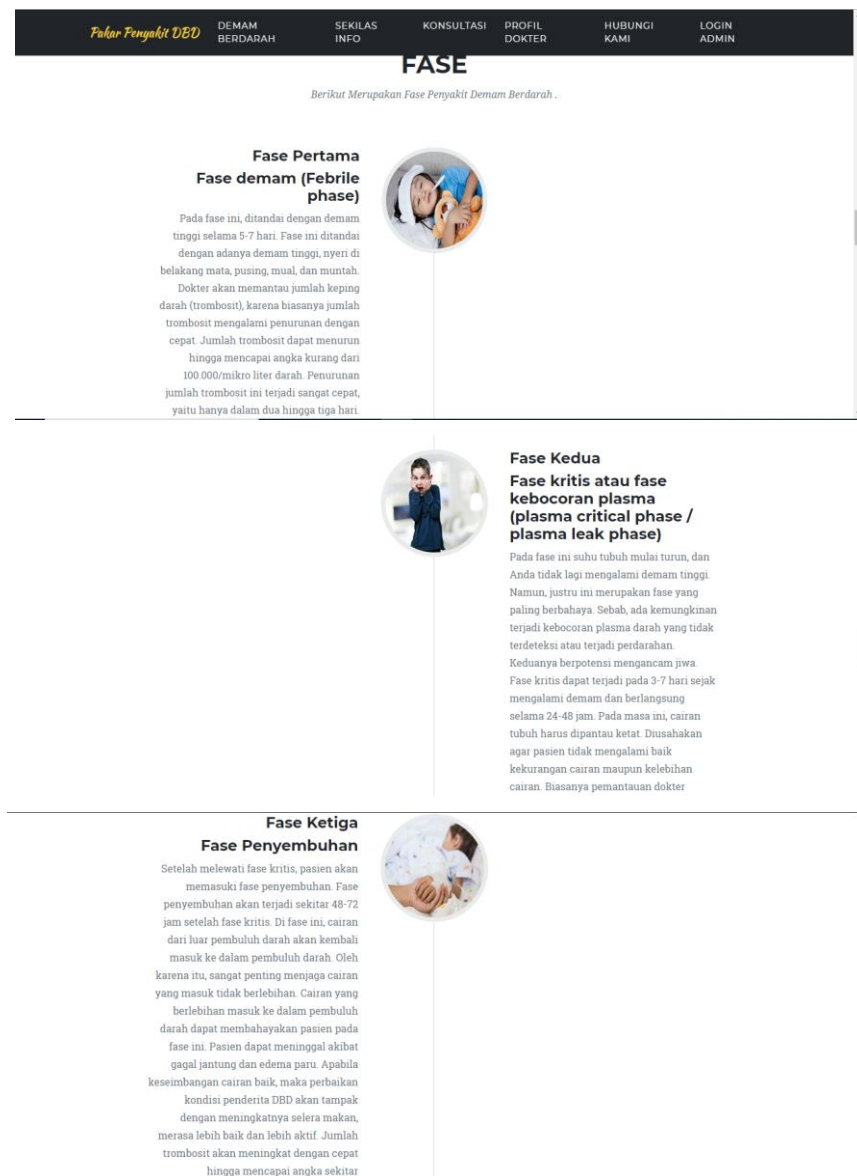 Pakar Penyakit DBD
DEMAM BERDARAH
SEKILAS INFO
KONSULTASI
PROFIL DOKTER
HUBUNGI KAMI
LOGIN ADMIN
FASE
Berikut Merupakan Fase Penyakit Demam Berdarah .
Fase Pertama
Fase demam (Febrile
phase)
Pada fase ini, ditandai dengan demam
tinggi selama 5-7 hari. Fase ini ditandai
dengan adanya demam tinggi, nyeri di
belakang mata, pusing, mual, dan muntah.
Dokter akan memantau jumlah keping
darah (trombosit), karena biasanya jumlah
trombosit mengalami penurunan dengan
cepat. Jumlah trombosit dapat menurun
hingga mencapai angka kurang dari
100.000/mikro liter darah. Penurunan
jumlah trombosit ini terjadi sangat cepat,
yaitu hanya dalam dua hingga tiga hari.
Fase Kedua
Fase kritis atau fase
kebocoran plasma
(plasma critical phase /
plasma leak phase)
Pada fase ini suhu tubuh mulai turun, dan
Anda tidak lagi mengalami demam tinggi.
Namun, justru ini merupakan fase yang
paling berbahaya. Sebab, ada kemungkinan
terjadi kebocoran plasma darah yang tidak
terdeteksi atau terjadi perdarahan.
Keduanya berpotensi mengancam jiwa.
Fase kritis dapat terjadi pada 3-7 hari sejak
mengalami demam dan berlangsung
selama 24-48 jam. Pada masa ini, cairan
tubuh harus dipantau ketat. Diusahakan
agar pasien tidak mengalami baik
kekurangan cairan maupun kelebihan
cairan. Biasanya pemantauan dokter
Fase Ketiga
Fase Penyembuhan
Setelah melewati fase kritis, pasien akan
memasuki fase penyembuhan. Fase
penyembuhan akan terjadi sekitar 48-72
jam setelah fase kritis. Di fase ini, cairan
dari luar pembuluh darah akan kembali
masuk ke dalam pembuluh darah. Oleh
karena itu, sangat penting menjaga cairan
yang masuk tidak berlebihan. Cairan yang
berlebihan masuk ke dalam pembuluh
darah dapat membahayakan pasien pada
fase ini. Pasien dapat meninggal akibat
gagal jantung dan edema paru. Apabila
keseimbangan cairan baik, maka perbaikan
kondisi penderita DBD akan tampak
dengan meningkatnya selera makan,
merasa lebih baik dan lebih aktif. Jumlah
trombosit akan meningkat dengan cepat
hingga mencapai angka sekitar